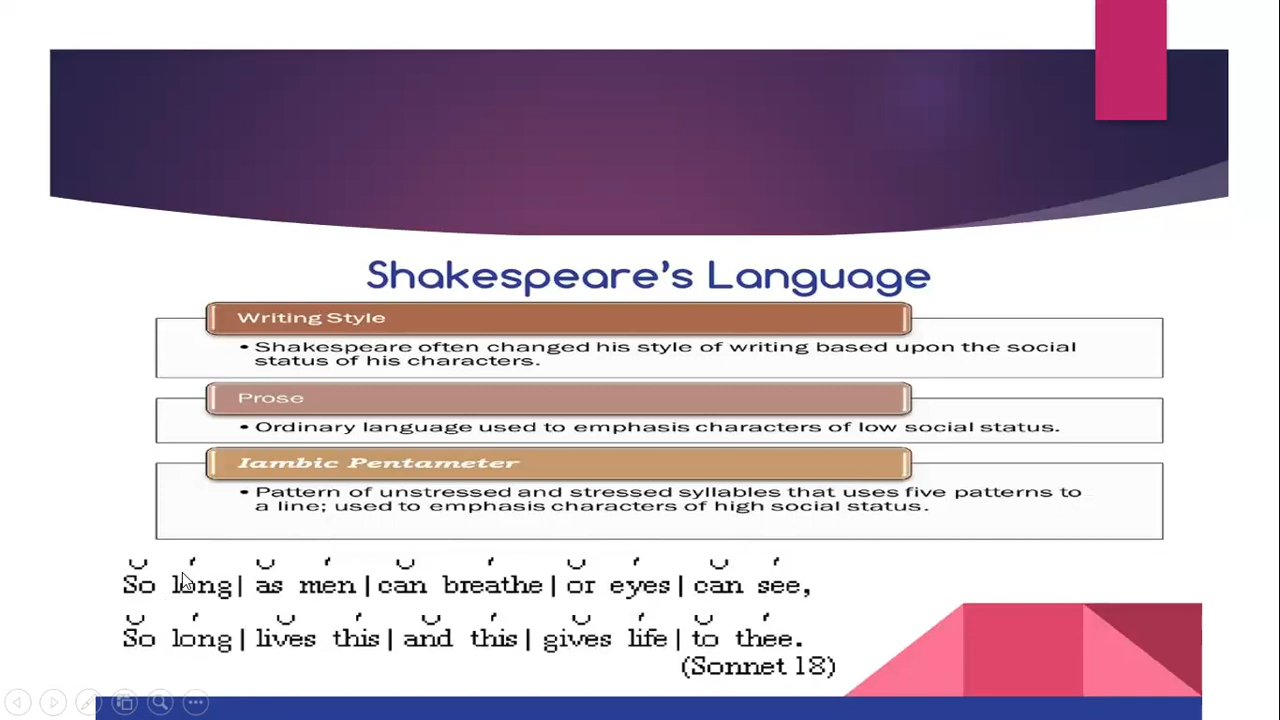 Shakespeare's Language
Writing Style
• Shakespeare often changed his style of writing based upon the social
status of his characters.
Prose
• Ordinary language used to emphasis characters of low social status.
Iambic Pentameter
• Pattern of unstressed and stressed syllables that uses five patterns to
a line; used to emphasis characters of high social status.
So long| as men |can breathe| or eyes| can see,
So long| lives this| and this| gives life| to thee.
(Sonnet 18)